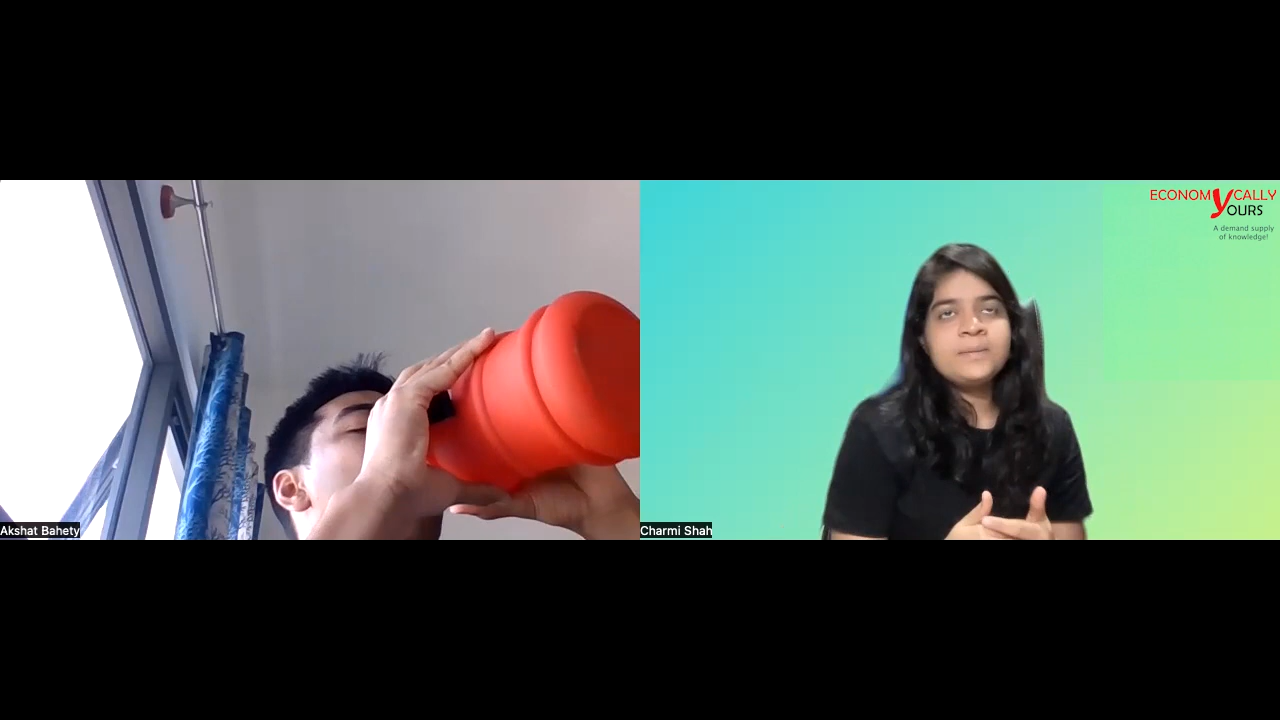 ECONOMYCALLY
YOURS
A demand supply
of knowledge!
Akshat Bahety
Charmi Shah